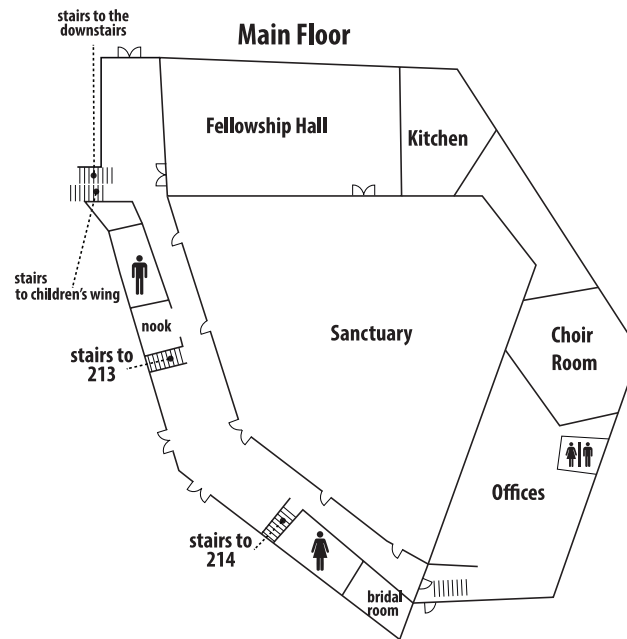 stairs to the
downstairs
Main Floor
Fellowship Hall
Kitchen
stairs
to children's wing
nook
Sanctuary
Choir
Room
stairs to
213
Offices
stairs to
214
bridal
room